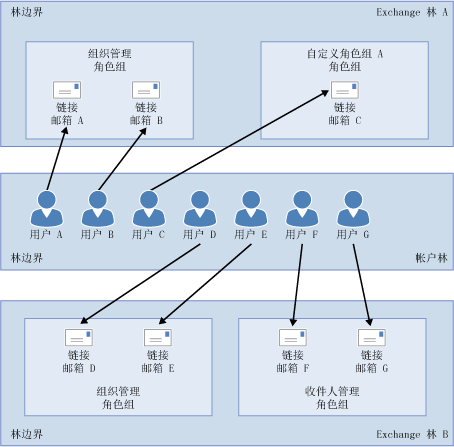 林边界
Exchange 林 A
组织管理
角色组
自定义角色组 A
角色组
链接
邮箱 A
链接
邮箱 B
链接
邮箱 C
用户 A
用户 B
用户 C
用户 D
用户 E
用户 F
用户 G
林边界
帐户林
链接
邮箱 D
链接
邮箱 E
链接
邮箱 F
链接
邮箱 G
组织管理
角色组
收件人管理
角色组
林边界
Exchange 林 B